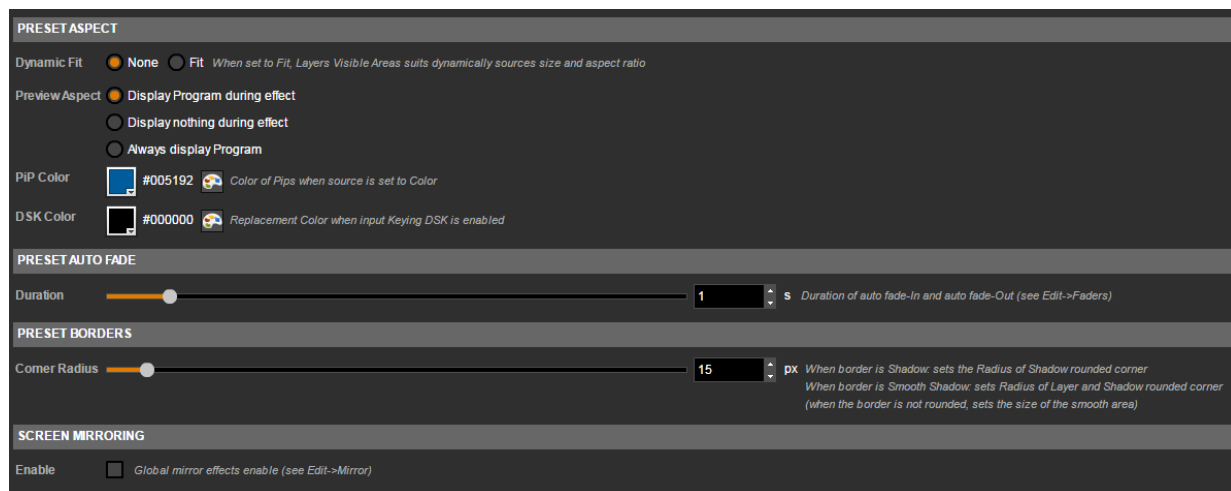 PRESET ASPECT
Dynamic Fit None Fit When set to Fit, Layers Visible Areas suits dynamically sources size and aspect ratio
Preview Aspect Display Program during effect
Display nothing during effect
Always display Program
PiP Color #005192 Color of Pips when source is set to Color
DSK Color #000000 Replacement Color when input Keying DSK is enabled
PRESET AUTO FADE
Duration 1 s Duration of auto fade-In and auto fade-Out (see Edit->Faders)
PRESET BORDERS
Corner Radius 15 px When border is Shadow: sets the Radius of Shadow rounded corner
When border is Smooth Shadow: sets Radius of Layer and Shadow rounded corner
(when the border is not rounded, sets the size of the smooth area)
SCREEN MIRRORING
Enable Global mirror effects enable (see Edit->Mirror)